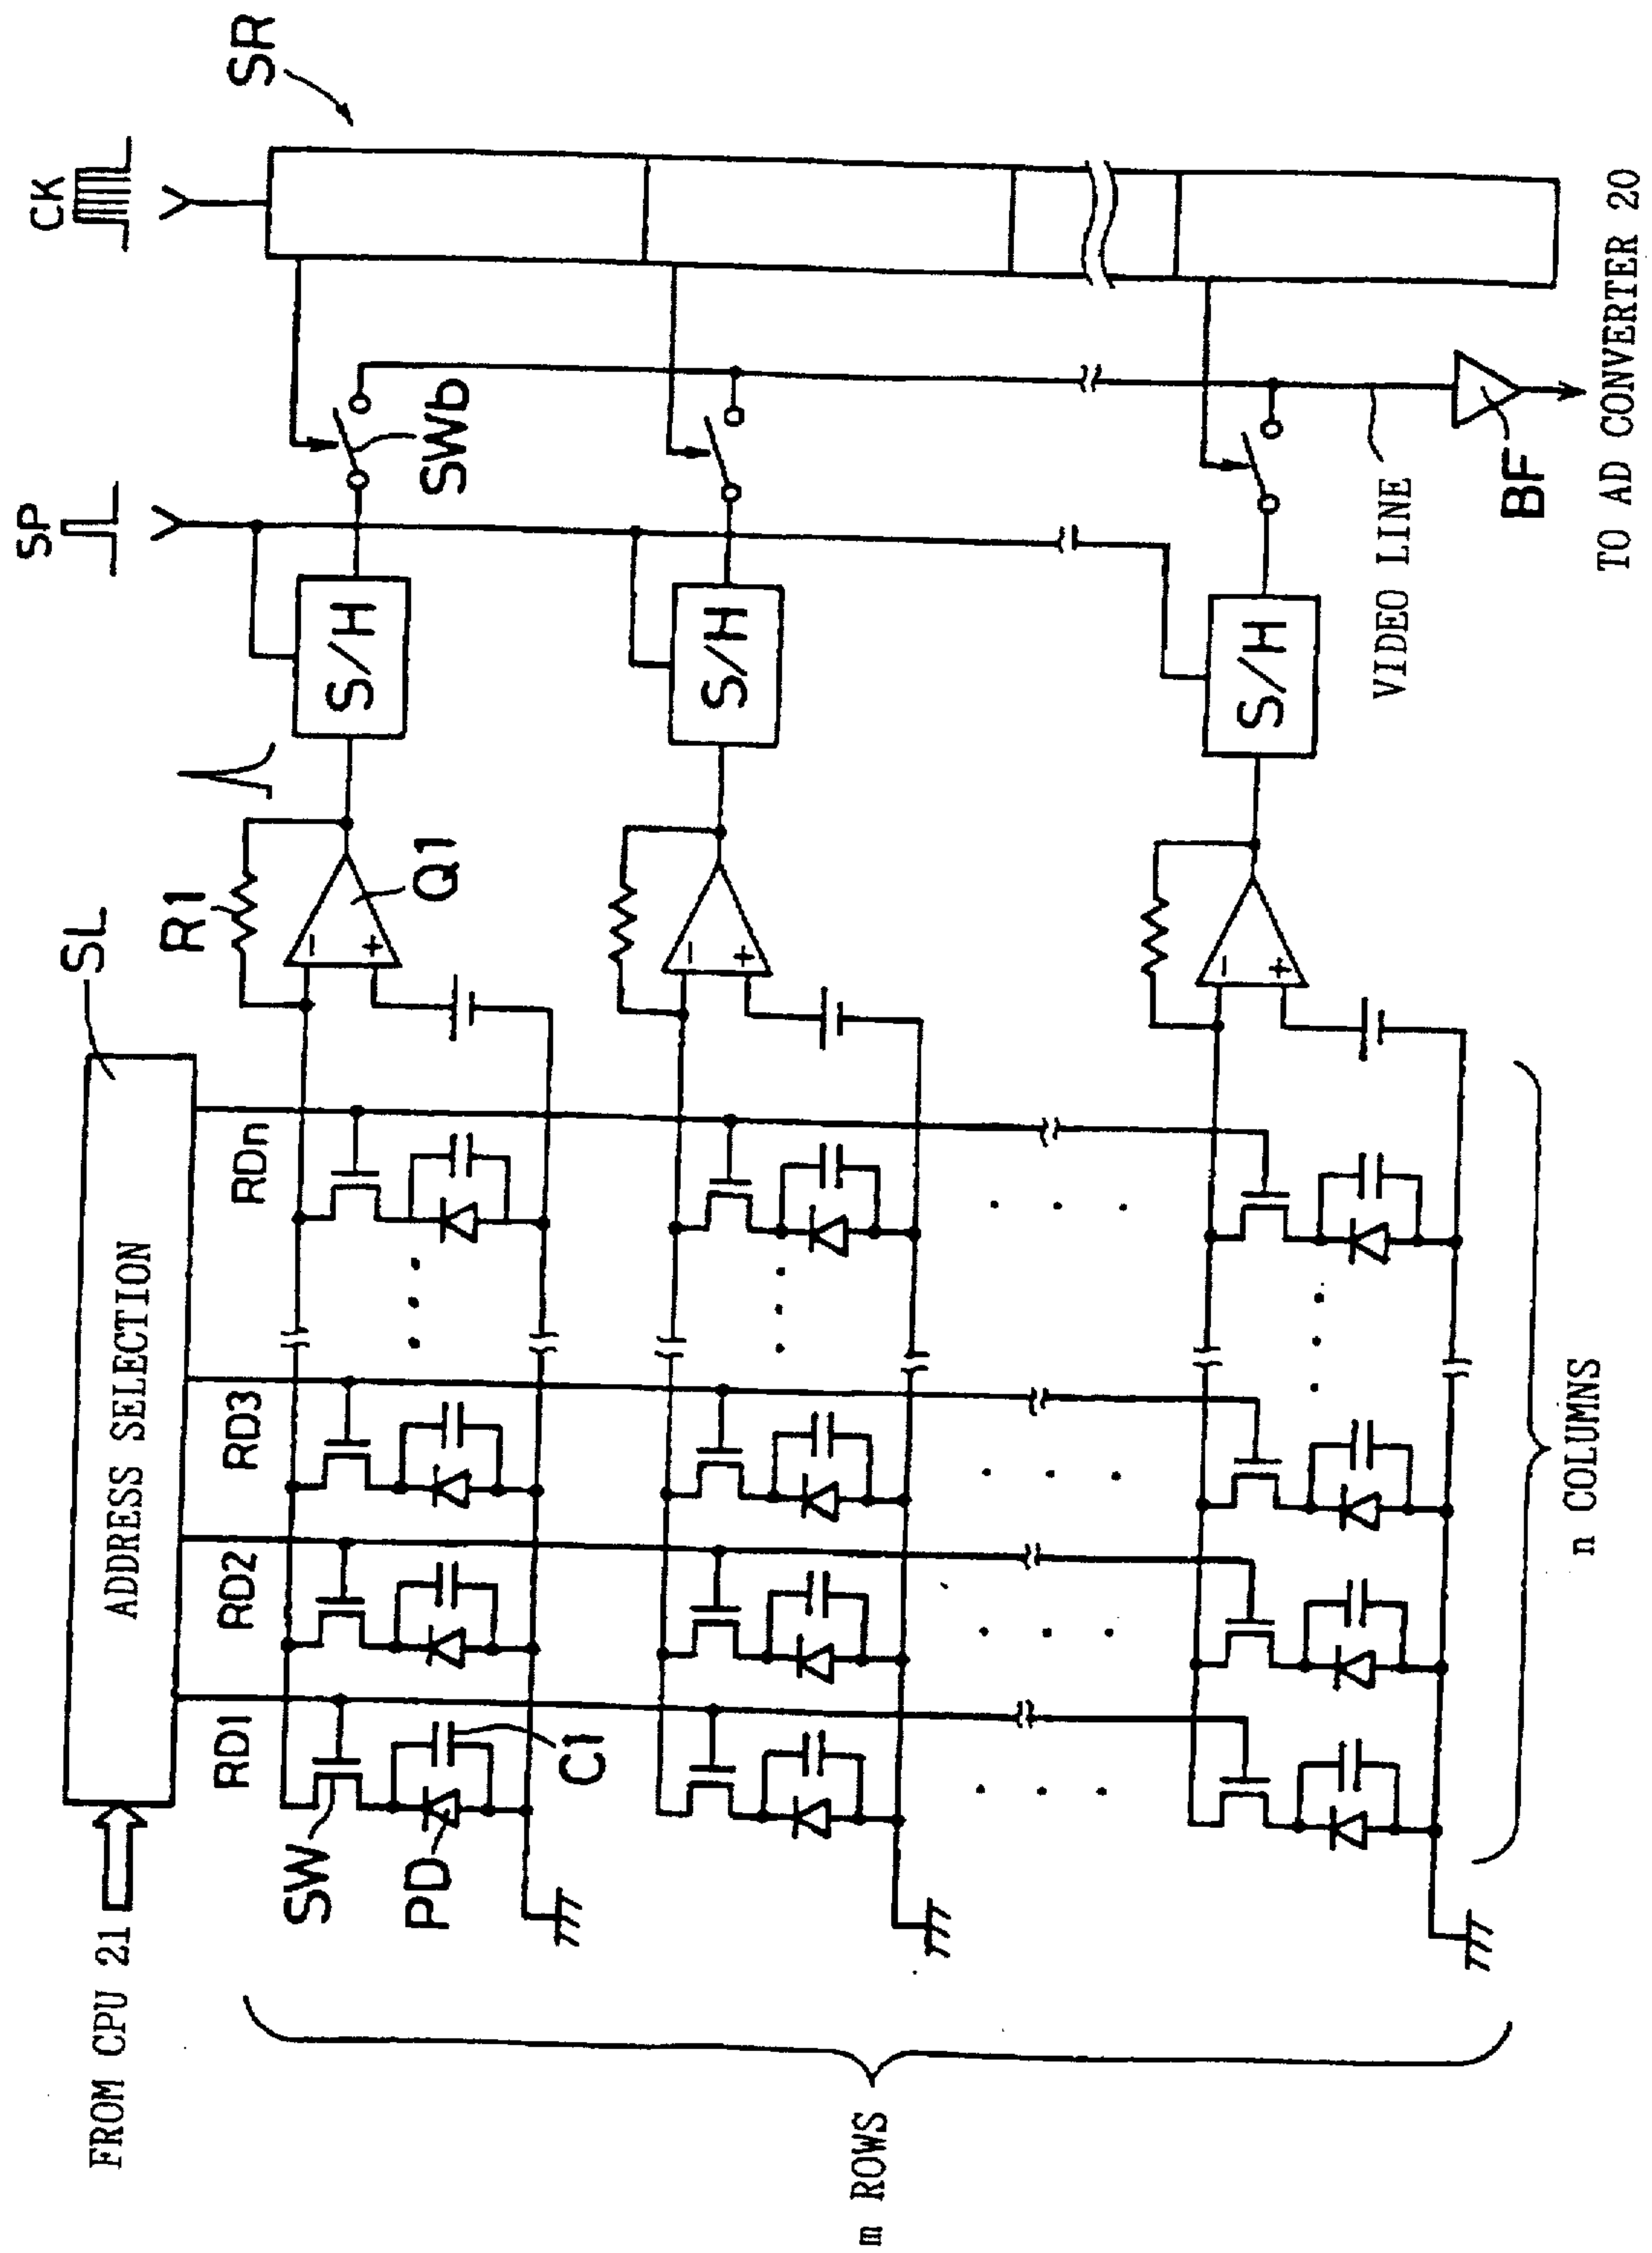 FROM CPU 21
ADDRESS SELECTION
SL
RD1
RD2
RD3
RDn
SP
CK
SR
R1
Q1
S/H
SWb
SW
PD
C1
- +
S/H
- +
S/H
- +
m ROWS
n COLUMNS
VIDEO LINE
BF
TO AD CONVERTER 20